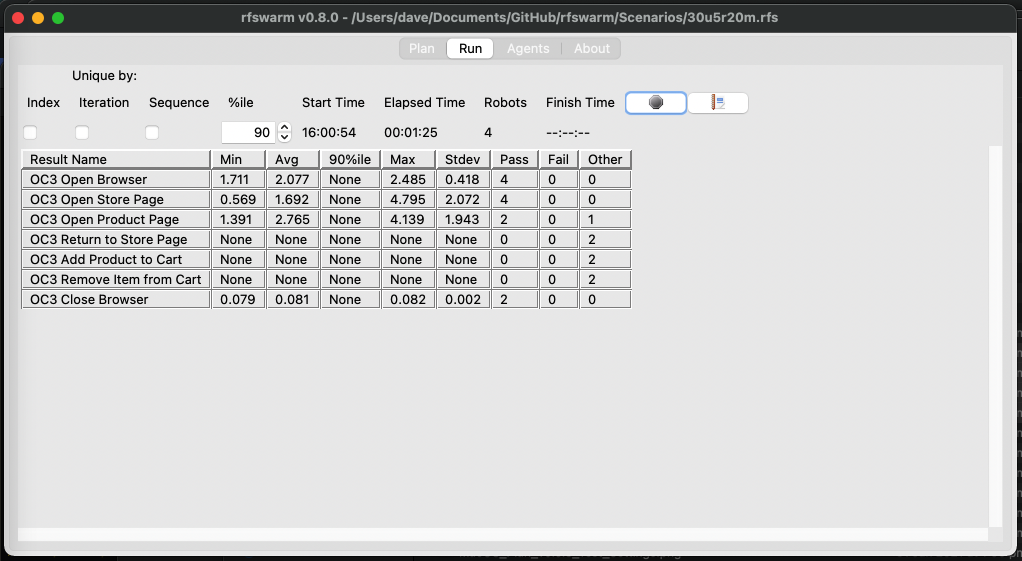 rfswarm v0.8.0 - /Users/dave/Documents/GitHub/rfswarm/Scenarios/30u5r20m.rfs
Plan Run Agents About
Unique by:
Index Iteration Sequence %ile Start Time Elapsed Time Robots Finish Time
90 16:00:54 00:01:25 4 --:--:--
Result Name Min Avg 90%ile Max Stdev Pass Fail Other
OC3 Open Browser 1.711 2.077 None 2.485 0.418 4 0 0
OC3 Open Store Page 0.569 1.692 None 4.795 2.072 4 0 0
OC3 Open Product Page 1.391 2.765 None 4.139 1.943 2 0 1
OC3 Return to Store Page None None None None None 0 0 2
OC3 Add Product to Cart None None None None None 0 0 2
OC3 Remove Item from Cart None None None None None 0 0 2
OC3 Close Browser 0.079 0.081 None 0.082 0.002 2 0 0